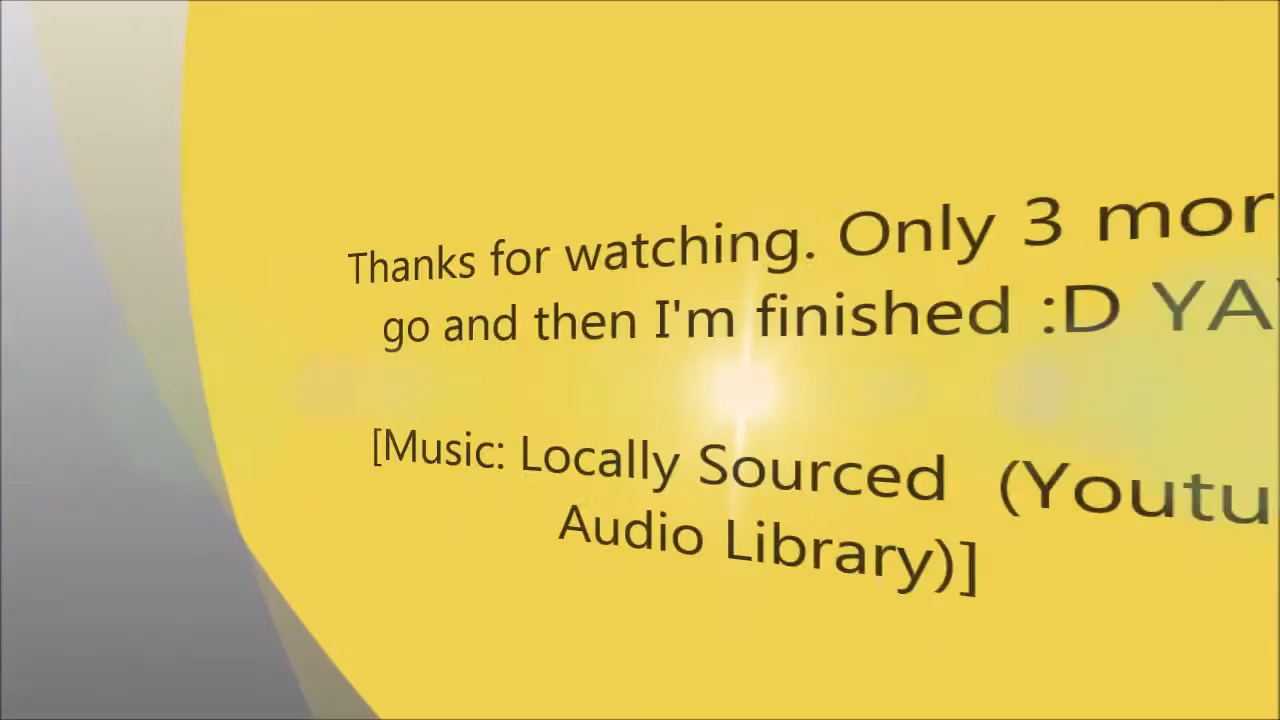 Thanks for watching. Only 3 mor
go and then I'm finished :D YA
[Music: Locally Sourced (Youtu
Audio Library)]